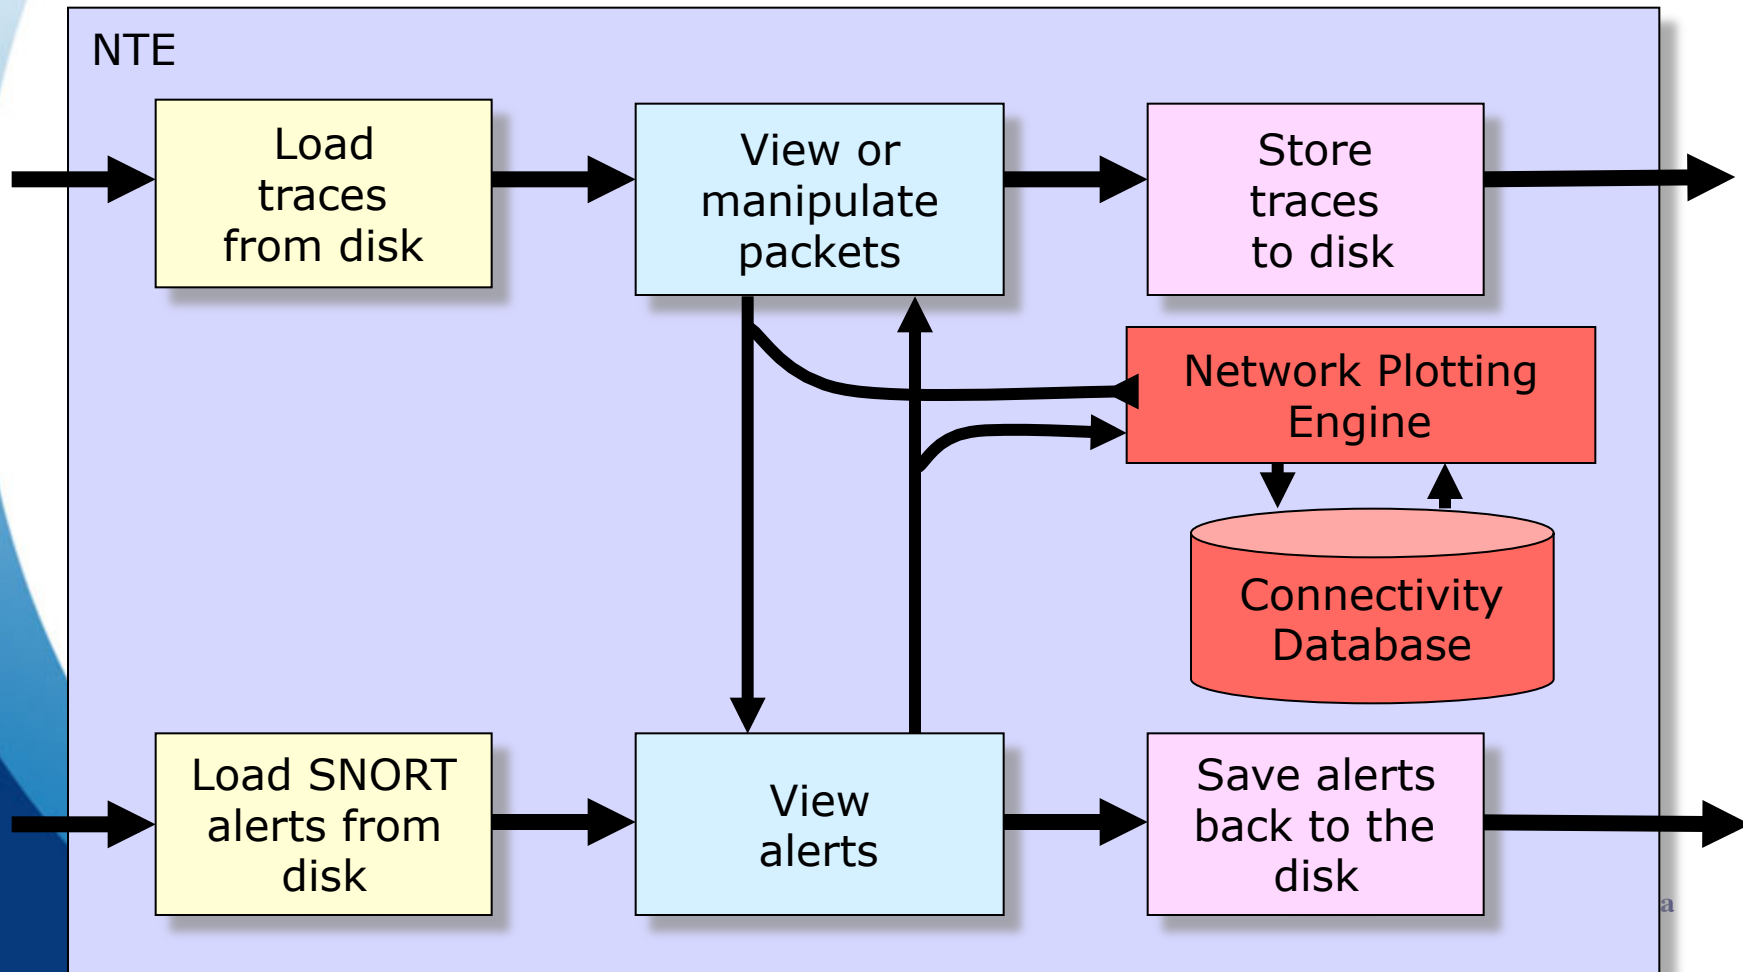 NTE
Load
traces
from disk
View or
manipulate
packets
Store
traces
to disk
Network Plotting
Engine
Connectivity
Database
Load SNORT
alerts from
disk
View
alerts
Save alerts
back to the
disk
a